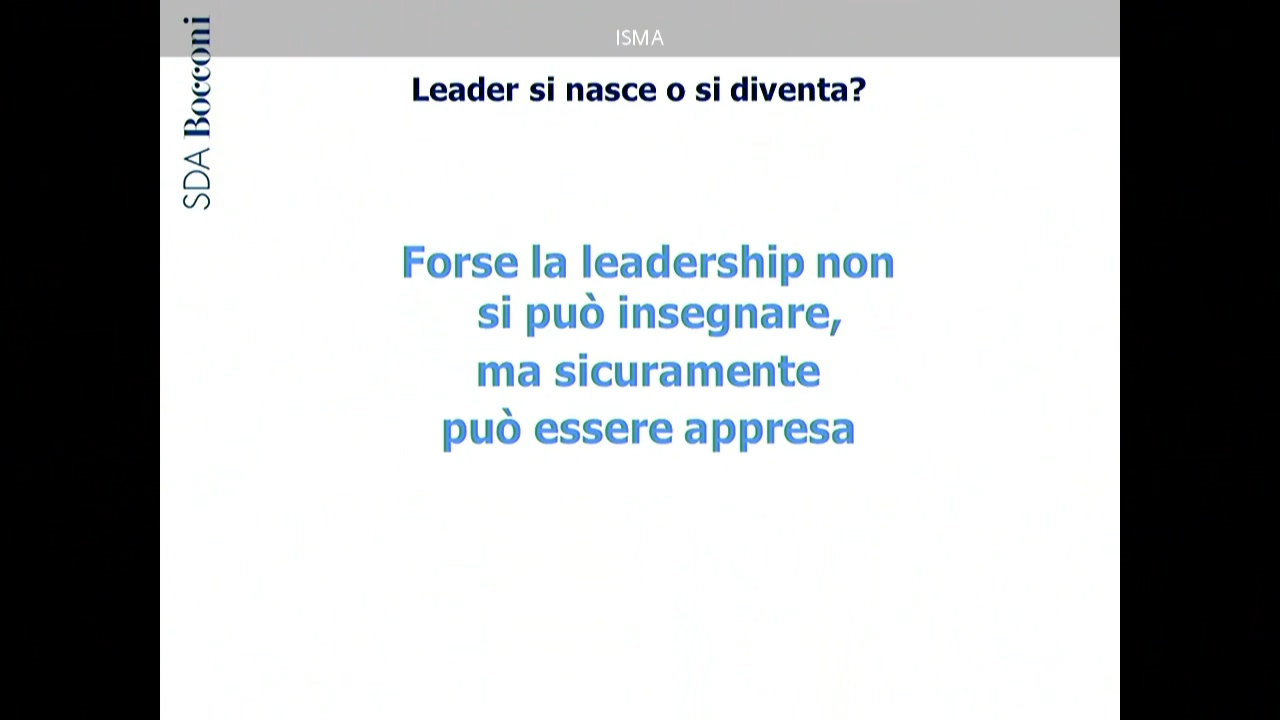 ISMA
SDA Bocconi
Leader si nasce o si diventa?
Forse la leadership non
si può insegnare,
ma sicuramente
può essere appresa